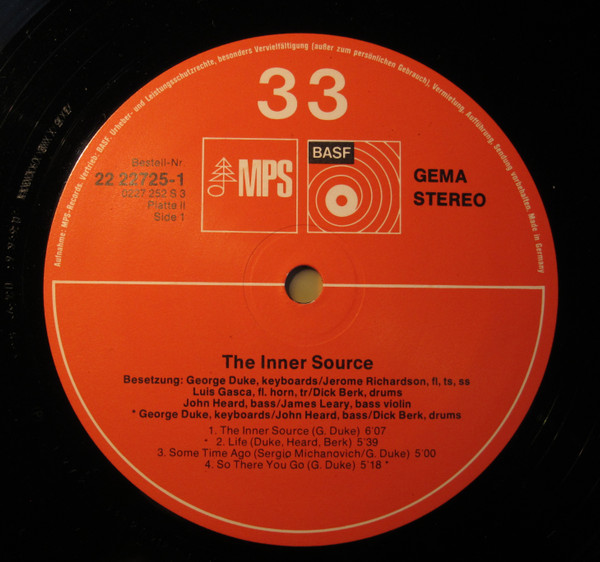 Aufnahme: MPS-Records. Vertrieb: BASF. Urheber- und Leistungsschutzrechte, besonders Vervielfältigung (außer zum persönlichen Gebrauch), Vermietung, Aufführung, Sendung vorbehalten. Made in Germany
33
Bestell-Nr.
22 22725-1
0227 252 S 3
Platte II
Side 1
MPS
BASF
GEMA
STEREO
The Inner Source
Besetzung: George Duke, keyboards/Jerome Richardson, fl, ts, ss
Luis Gasca, fl. horn, tr/Dick Berk, drums
John Heard, bass/James Leary, bass violin
* George Duke, keyboards/John Heard, bass/Dick Berk, drums
1. The Inner Source (G. Duke) 6'07
* 2. Life (Duke, Heard, Berk) 5'39
3. Some Time Ago (Sergio Michanovich/G. Duke) 5'00
4. So There You Go (G. Duke) 5'18 *